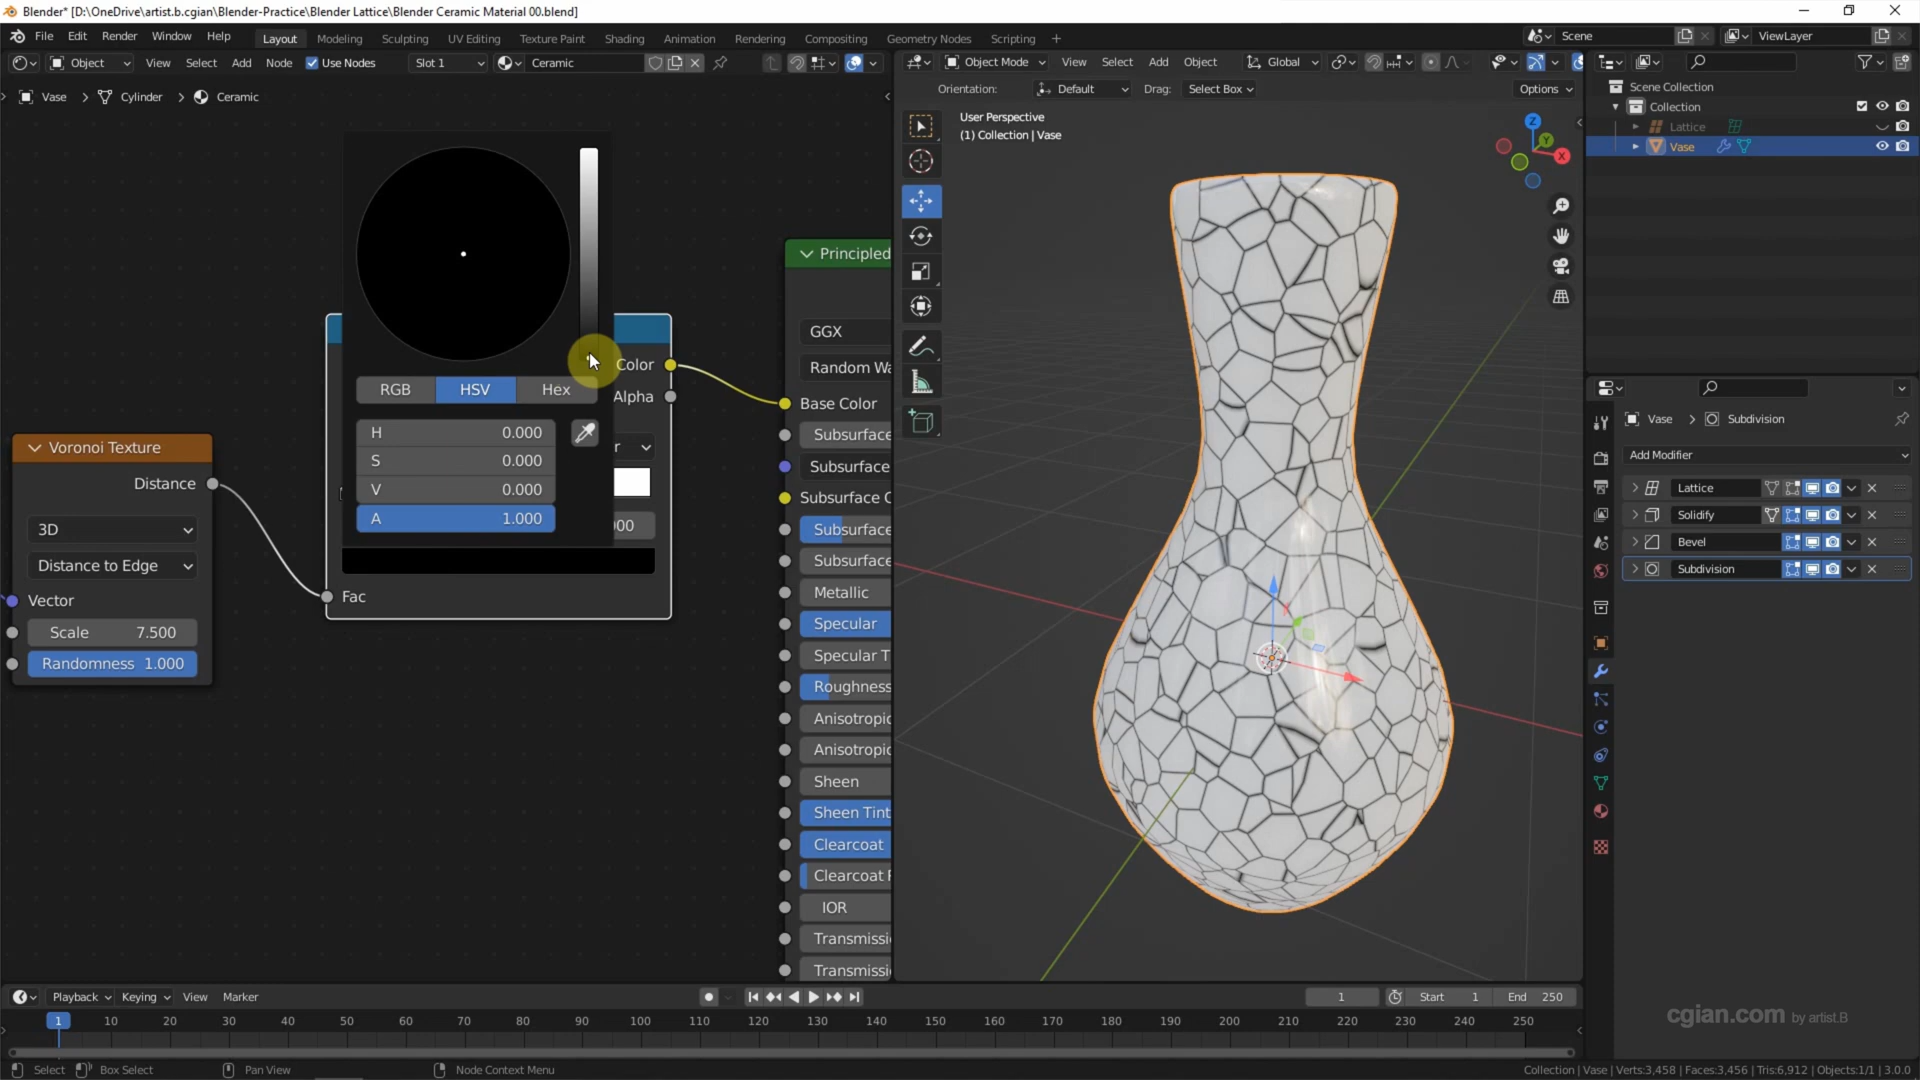 Blender* [D:\OneDrive\artist.b.cgian\Blender-Practice\Blender Lattice\Blender Ceramic Material 00.blend]
File Edit Render Window Help Layout Modeling Sculpting UV Editing Texture Paint Shading Animation Rendering Compositing Geometry Nodes Scripting + Scene ViewLayer
Object View Select Add Node Use Nodes Slot 1 Ceramic
Vase > Cylinder > Ceramic
RGB HSV Hex
H 0.000
S 0.000
V 0.000
A 1.000
Color
Alpha
r
00
Fac
Voronoi Texture
Distance
3D
Distance to Edge
Vector
Scale 7.500
Randomness 1.000
Principled
GGX
Random Wa
Base Color
Subsurface
Subsurface
Subsurface C
Subsurface
Subsurface
Metallic
Specular
Specular T
Roughness
Anisotropic
Anisotropic
Sheen
Sheen Tint
Clearcoat
Clearcoat R
IOR
Transmissi
Transmissi
Object Mode View Select Add Object Global
Orientation: Default Drag: Select Box Options
User Perspective
(1) Collection | Vase
Z
Y
X
Scene Collection
Collection
Lattice
Vase
Vase > Subdivision
Add Modifier
Lattice
Solidify
Bevel
Subdivision
Playback Keying View Marker 1 Start 1 End 250
1 10 20 30 40 50 60 70 80 90 100 110 120 130 140 150 160 170 180 190 200 210 220 230 240 250
cgian.com by artist.B
Select Box Select Pan View Node Context Menu Collection | Vase | Verts:3,458 | Faces:3,456 | Tris:6,912 | Objects:1/1 | 3.0.0